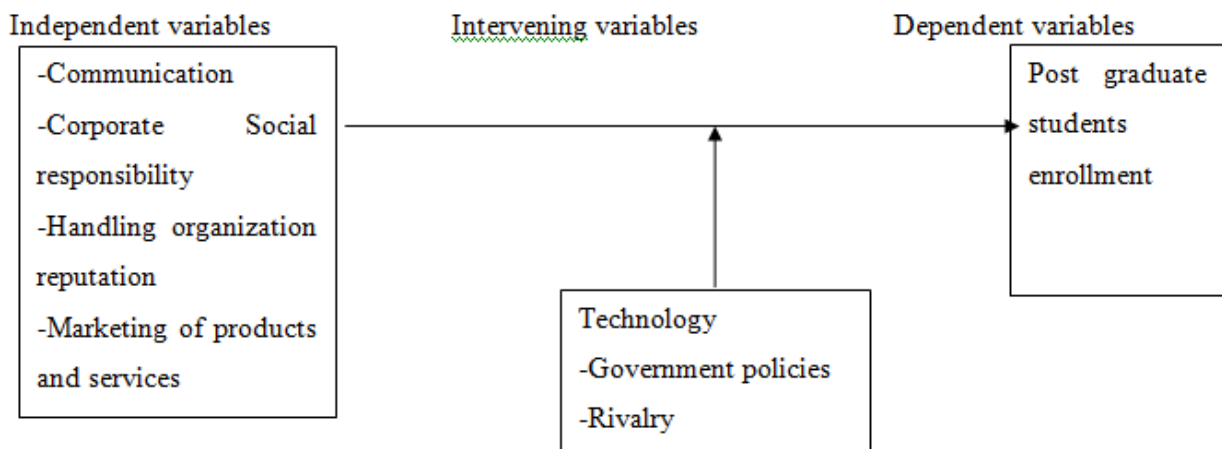 Independent variables
Intervening variables
Dependent variables
-Communication
-Corporate Social
responsibility
-Handling organization
reputation
-Marketing of products
and services
Post graduate
students
enrollment
Technology
-Government policies
-Rivalry